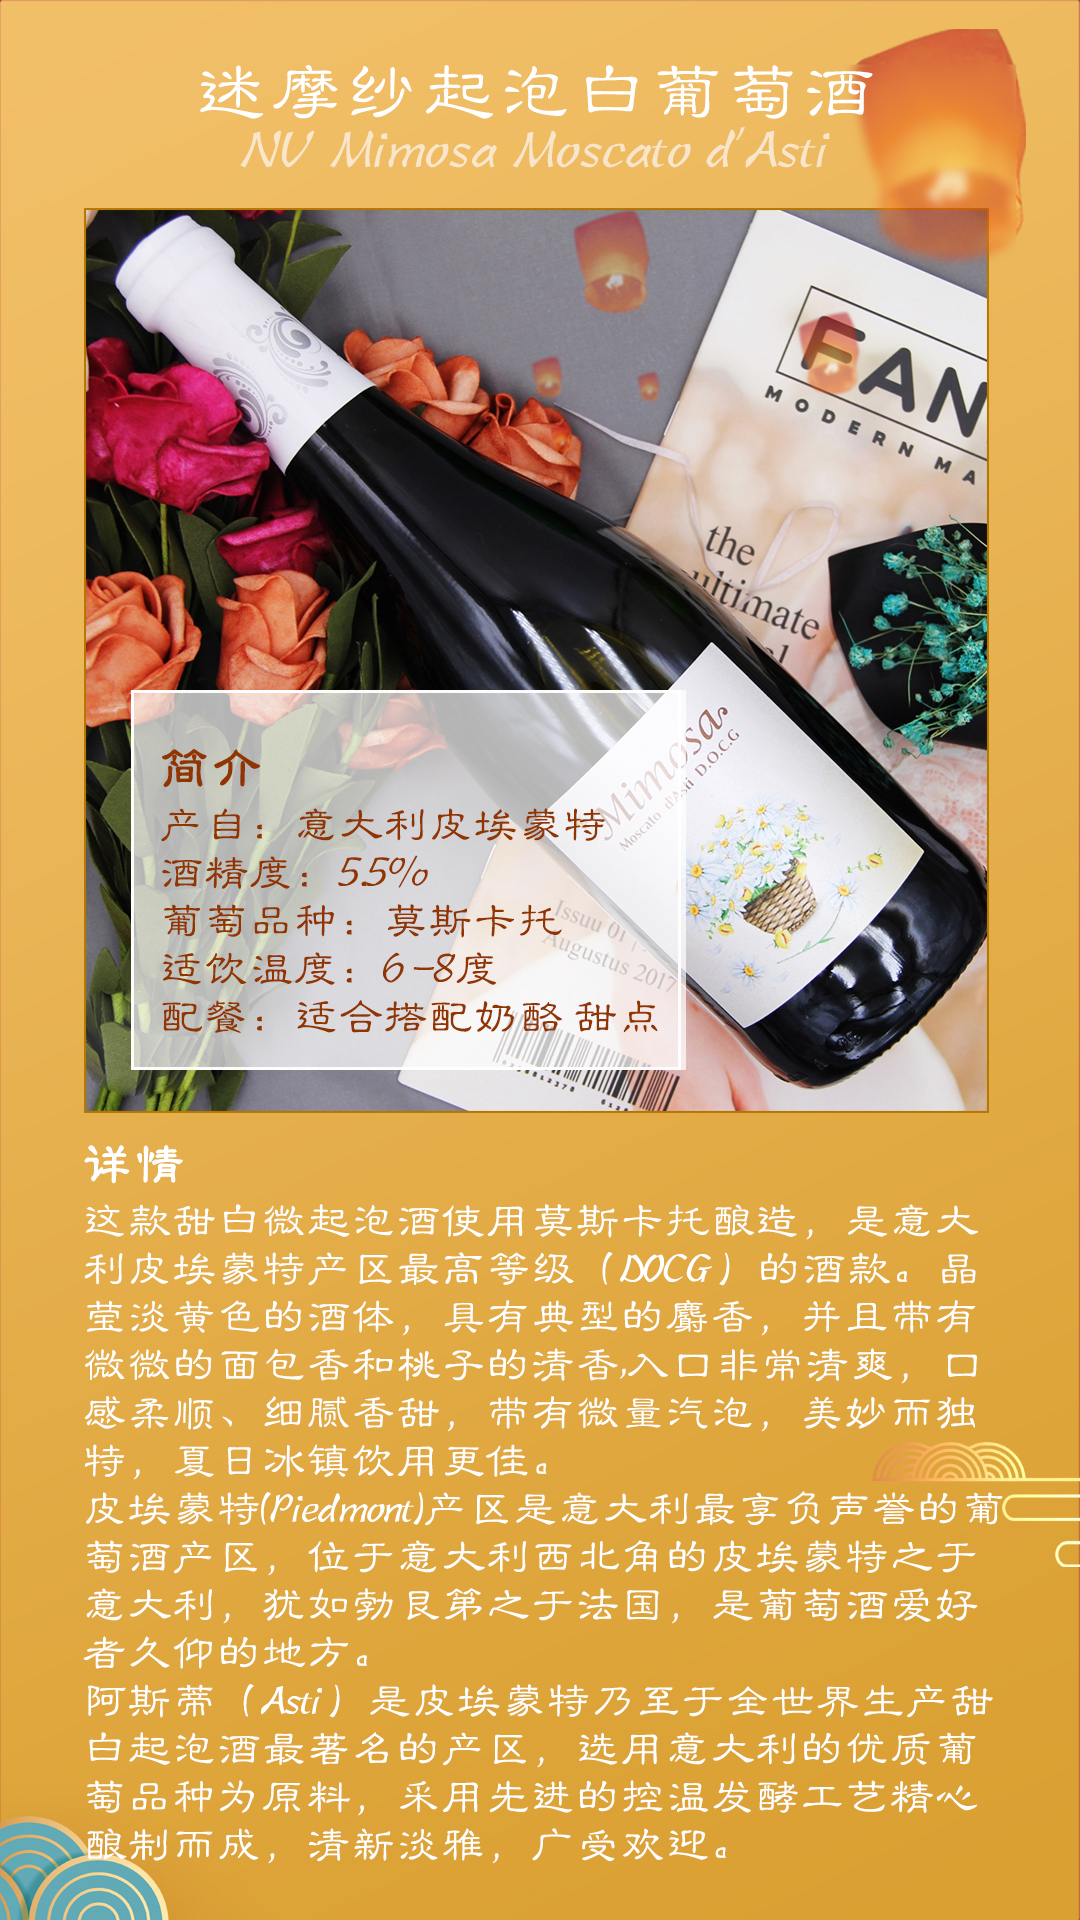 迷摩纱起泡白葡萄酒
NV Mimosa Moscato d'Asti
FAN
MODERN MA
the
ultimate
Mimosa
Moscato d'Asti D.O.C.G
简介
产自：意大利皮埃蒙特
酒精度：5.5%
葡萄品种：莫斯卡托
适饮温度：6-8度
配餐：适合搭配奶酪 甜点
Issuu 01
Augustus 2017
详情
这款甜白微起泡酒使用莫斯卡托酿造，是意大
利皮埃蒙特产区最高等级（DOCG）的酒款。晶
莹淡黄色的酒体，具有典型的麝香，并且带有
微微的面包香和桃子的清香,入口非常清爽，口
感柔顺、细腻香甜，带有微量汽泡，美妙而独
特，夏日冰镇饮用更佳。
皮埃蒙特(Piedmont)产区是意大利最享负声誉的葡
萄酒产区，位于意大利西北角的皮埃蒙特之于
意大利，犹如勃艮第之于法国，是葡萄酒爱好
者久仰的地方。
阿斯蒂（Asti）是皮埃蒙特乃至于全世界生产甜
白起泡酒最著名的产区，选用意大利的优质葡
萄品种为原料，采用先进的控温发酵工艺精心
酿制而成，清新淡雅，广受欢迎。